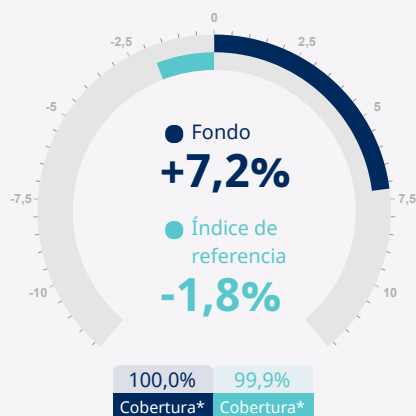 0
-2,5
2,5
-5
5
-7,5
7,5
-10
10
Fondo
+7,2%
Índice de
referencia
-1,8%
100,0%
99,9%
Cobertura*
Cobertura*